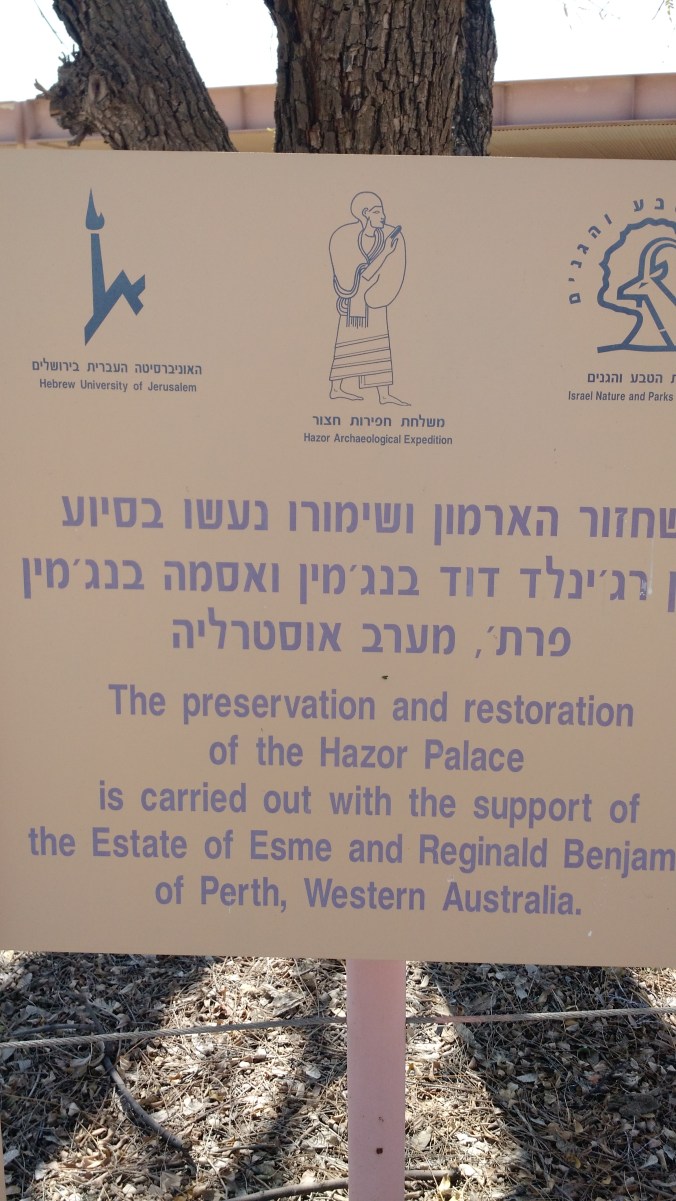 האוניברסיטה העברית בירושלים
Hebrew University of Jerusalem
משלחת חפירות חצור
Hazor Archaeological Expedition
והגנים
הטבע והגנים
Israel Nature and Parks
הארמון ושימורו נעשו בסיוע
רג׳ינלד דוד בנג׳מין ואסמה בנג׳מין
פרת׳, מערב אוסטרליה
The preservation and restoration
of the Hazor Palace
is carried out with the support of
the Estate of Esme and Reginald
of Perth, Western Australia.